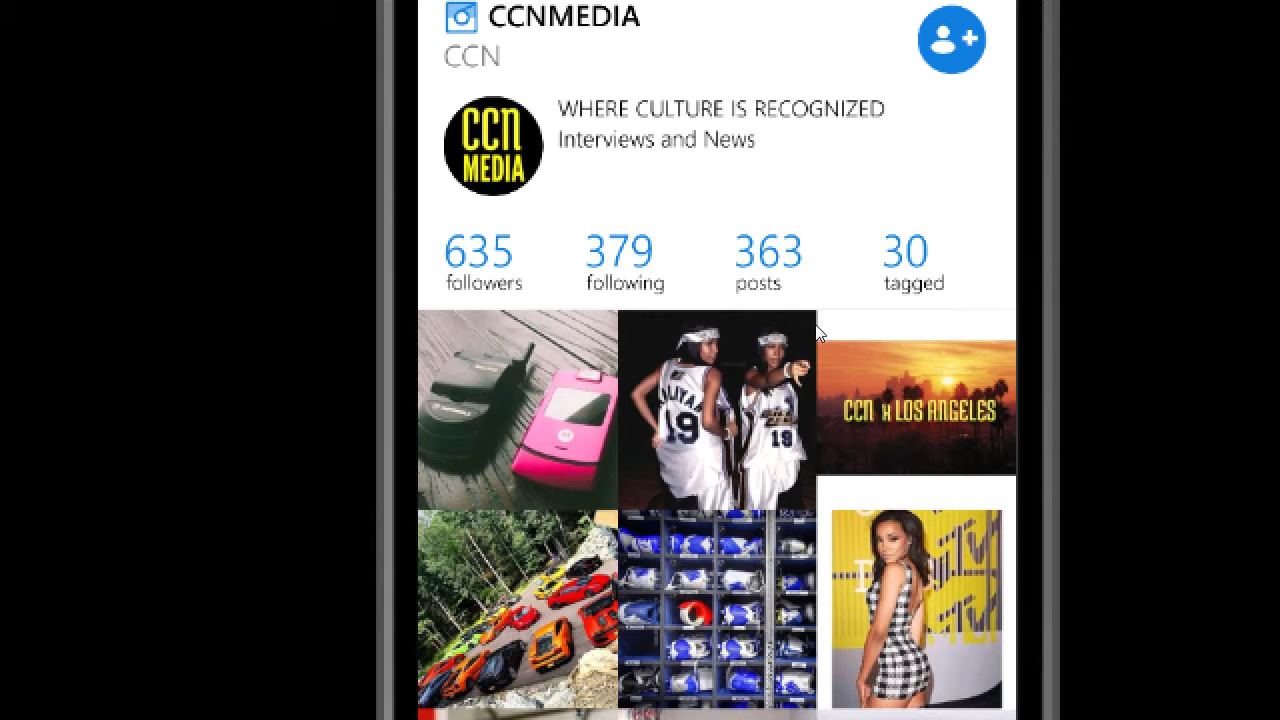 CCNMEDIA
CCN
CCN
MEDIA
WHERE CULTURE IS RECOGNIZED
Interviews and News
635 379 363 30
followers following posts tagged
19
19
CCN x LOS ANGELES